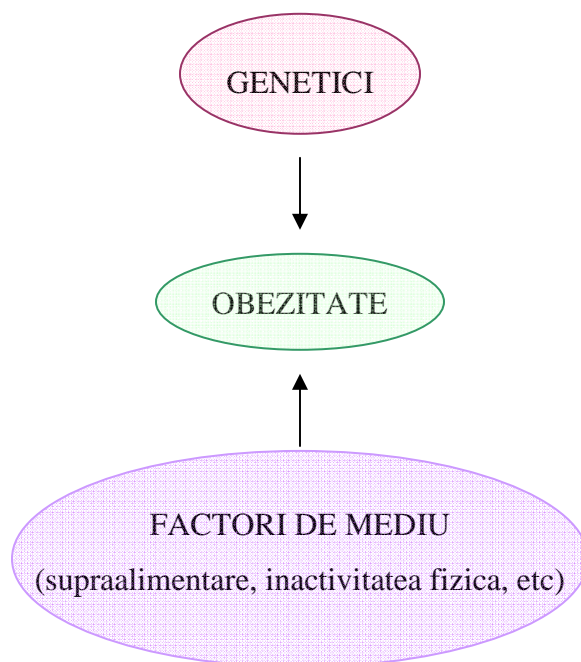 GENETICI
OBEZITATE
FACTORI DE MEDIU
(supraalimentare, inactivitatea fizica, etc)